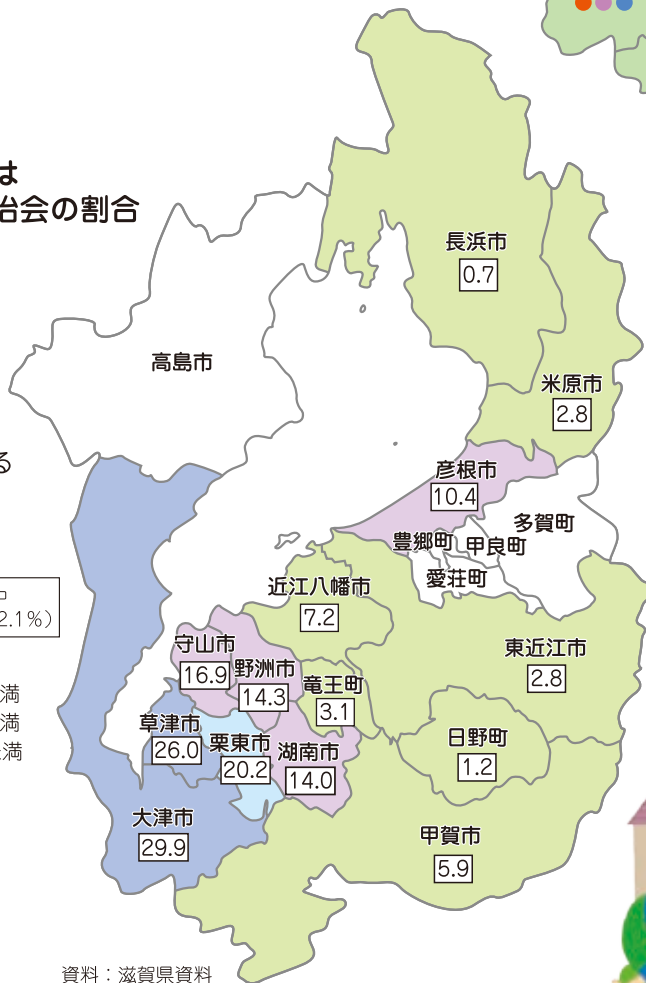 は
治会の割合
長浜市
0.7
高島市
米原市
2.8
る
彦根市
10.4
多賀町
豊郷町
甲良町
愛荘町
近江八幡市
7.2
2.1%）
守山市
16.9
野洲市
14.3
竜王町
3.1
東近江市
2.8
満
満
満
草津市
26.0
栗東市
20.2
湖南市
14.0
日野町
1.2
大津市
29.9
甲賀市
5.9
資料：滋賀県資料